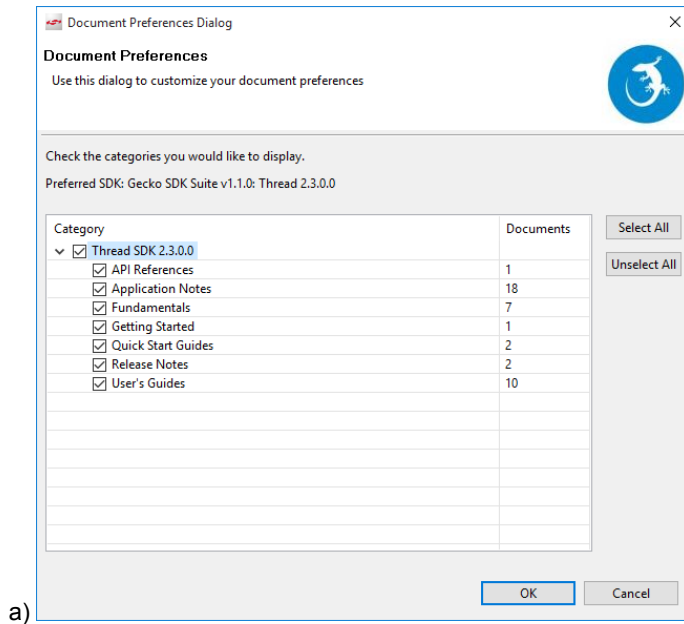 Document Preferences Dialog
Document Preferences
Use this dialog to customize your document preferences
Check the categories you would like to display.
Preferred SDK: Gecko SDK Suite v1.1.0: Thread 2.3.0.0
Category Documents Select All
Thread SDK 2.3.0.0
API References 1 Unselect All
Application Notes 18
Fundamentals 7
Getting Started 1
Quick Start Guides 2
Release Notes 2
User's Guides 10
OK Cancel
a)